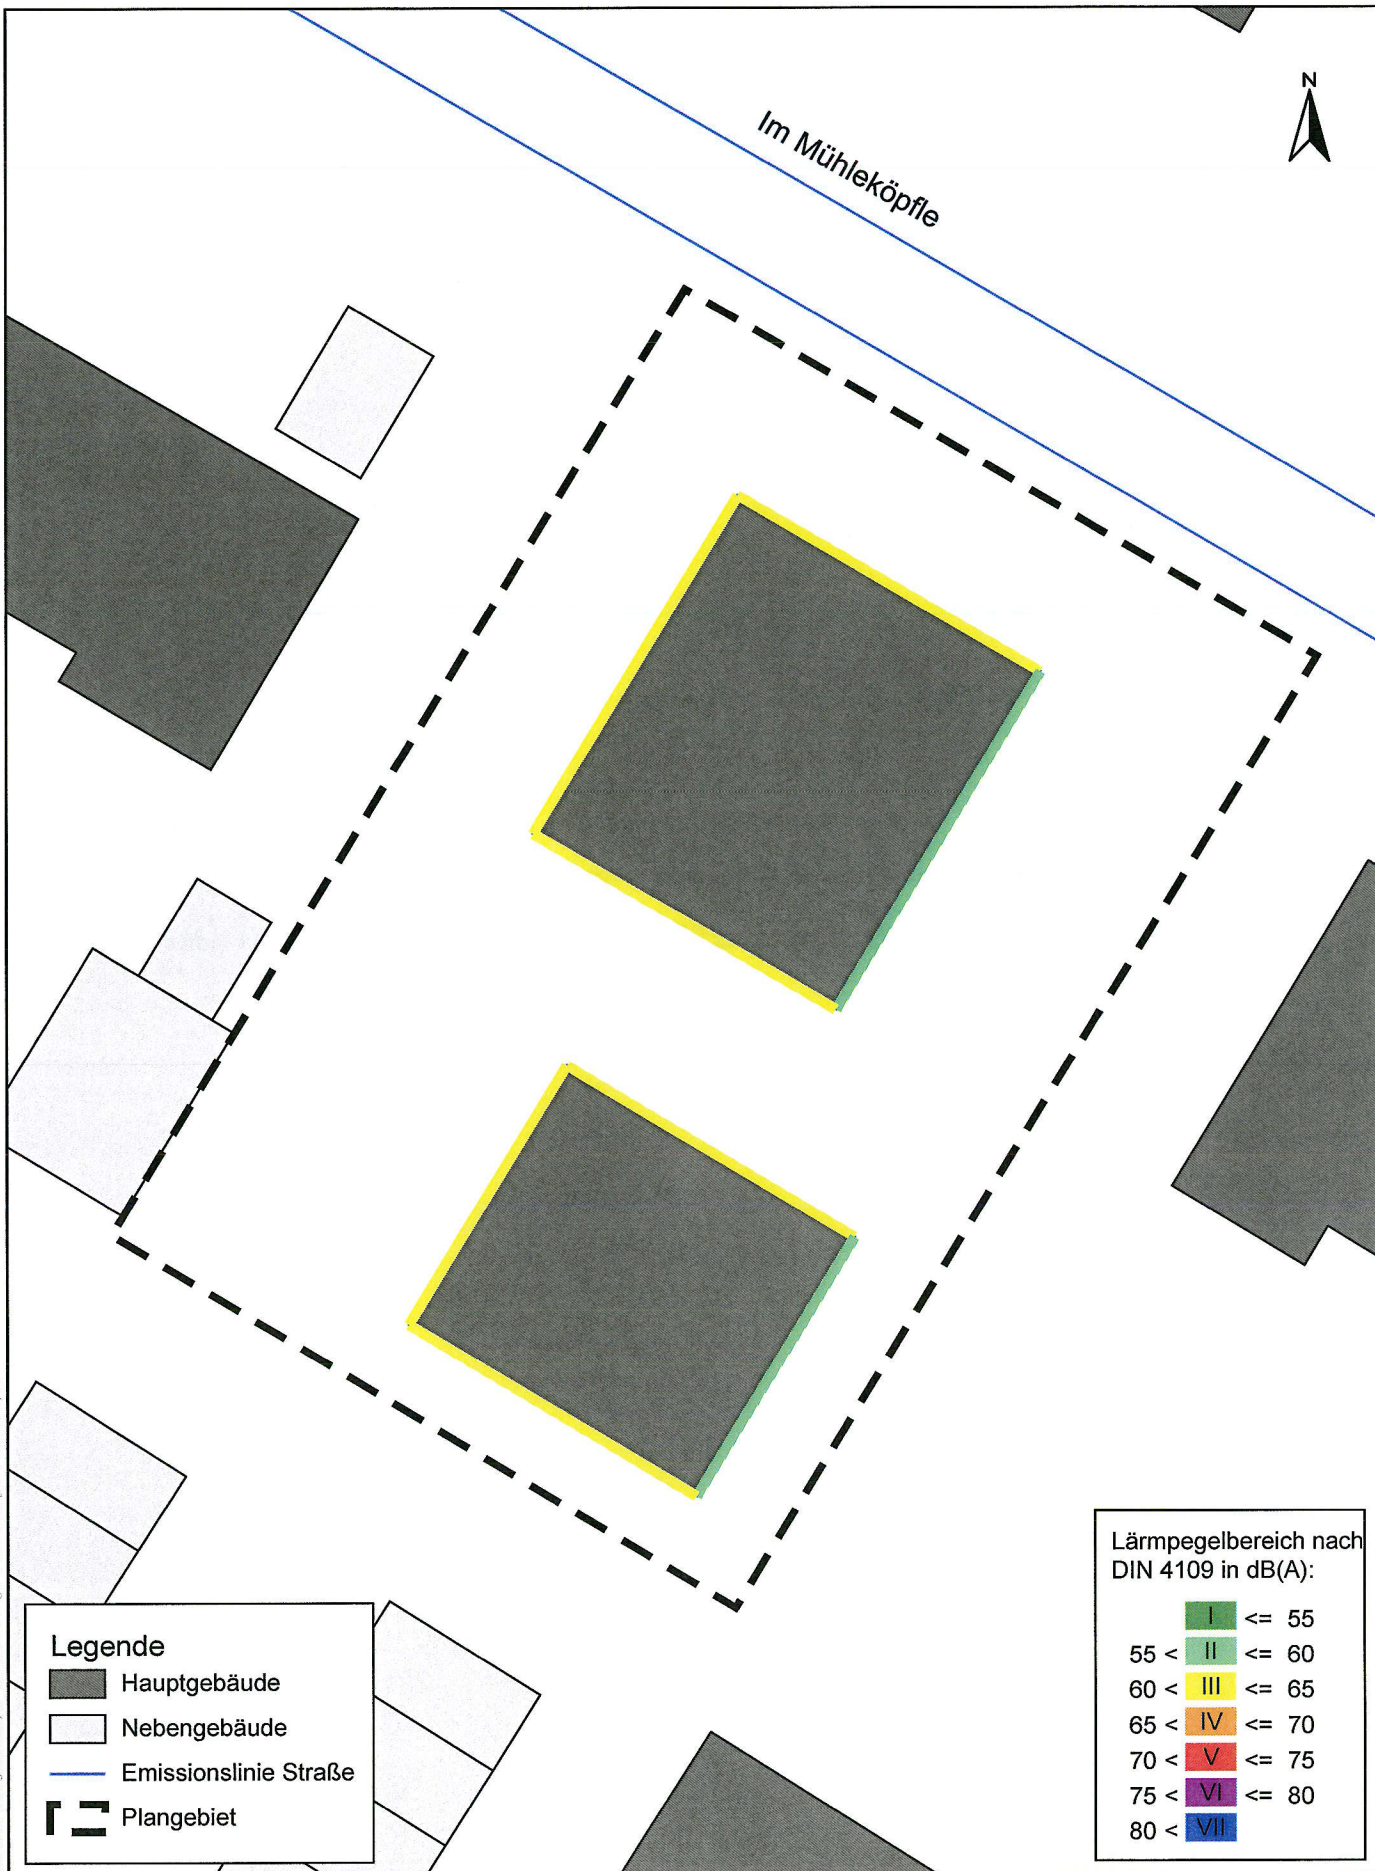 N
Im Mühleköpfle
Lärmpegelbereich nach
DIN 4109 in dB(A):
I <= 55
55 < II <= 60
60 < III <= 65
65 < IV <= 70
70 < V <= 75
75 < VI <= 80
80 < VII
Legende
Hauptgebäude
Nebengebäude
Emissionslinie Straße
Plangebiet